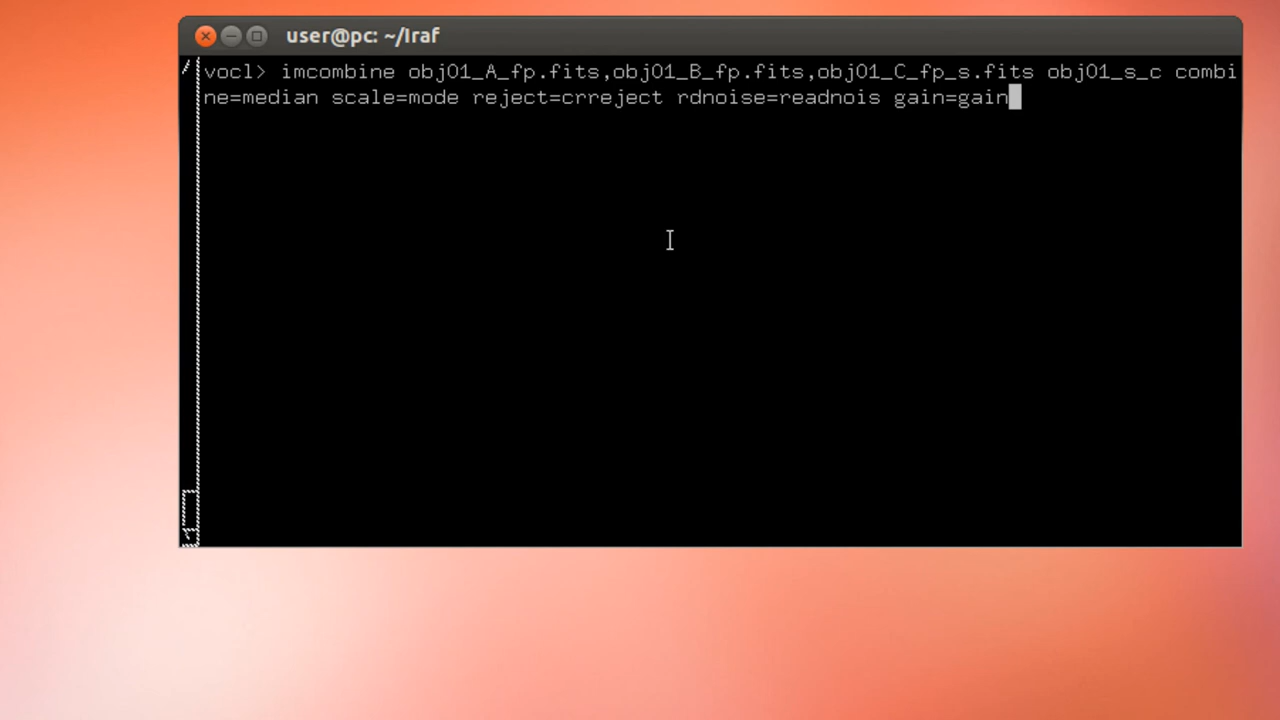 user@pc: ~/Iraf
vocl> imcombine obj01_A_fp.fits,obj01_B_fp.fits,obj01_C_fp_s.fits obj01_s_c combi
ne=median scale=mode reject=crreject rdnoise=readnois gain=gain